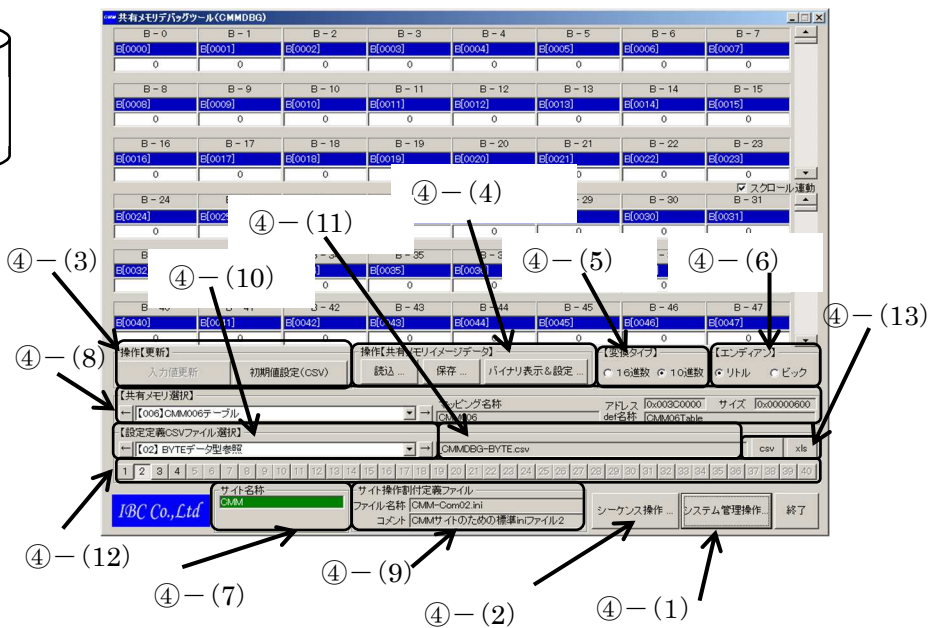 共有メモリデバッグツール(CMMDBG)
B-0 B-1 B-2 B-3 B-4 B-5 B-6 B-7
B[0000] B[0001] B[0002] B[0003] B[0004] B[0005] B[0006] B[0007]
0 0 0 0 0 0 0 0
B-8 B-9 B-10 B-11 B-12 B-13 B-14 B-15
B[0008] B[0009] B[0010] B[0011] B[0012] B[0013] B[0014] B[0015]
0 0 0 0 0 0 0 0
B-16 B-17 B-18 B-19 B-20 B-21 B-22 B-23
B[0016] B[0017] B[0018] B[0019] B[0020] B[0021] B[0022] B[0023]
0 0 0 0 0 0 0
スクロール連動
B-24 29 B-30 B-31
B[0024] B[0030] B[0031]
0 0 0 0 0
④-(4)
④-(11)
④-(3) ④-(10) ④-(5) ④-(6)
B-35
B[0035]
0 0 0
B-42 B-43 B-44 B-45 B-46 B-47
B[0040] B[0041] B[0042] B[0043] B[0044] B[0045] B[0046] B[0047]
0 0 0 0 0 0
④-(13)
④-(8)
操作【更新】 操作【共有メモリイメージデータ】 【変換タイプ】 【エンディアン】
入力値更新 初期値設定(CSV) 読込 ... 保存 ... バイナリ表示&設定 ... 16進数 10進数 リトル ビック
【共有メモリ選択】 マッピング名称 アドレス 0x003C0000 サイズ 0x00000600
← 【006】CMM006テーブル → CMM006 def名称 CMM06Table
【設定定義CSVファイル選択】
← 【02】BYTEデータ型参照 → CMMDBG-BYTE.csv csv xls
1 2 3 4 5 6 7 8 9 10 11 12 13 14 15 16 17 18 19 20 21 22 23 24 25 26 27 28 29 30 31 32 33 34 35 36 37 38 39 40
サイト名称 サイト操作割付定義ファイル
IBC Co.,Ltd CMM ファイル名称 CMM-Com02.ini シーケンス操作 ... システム管理操作... 終了
コメント CMMサイトのための標準iniファイル2
④-(12)
④-(7) ④-(9) ④-(2) ④-(1)